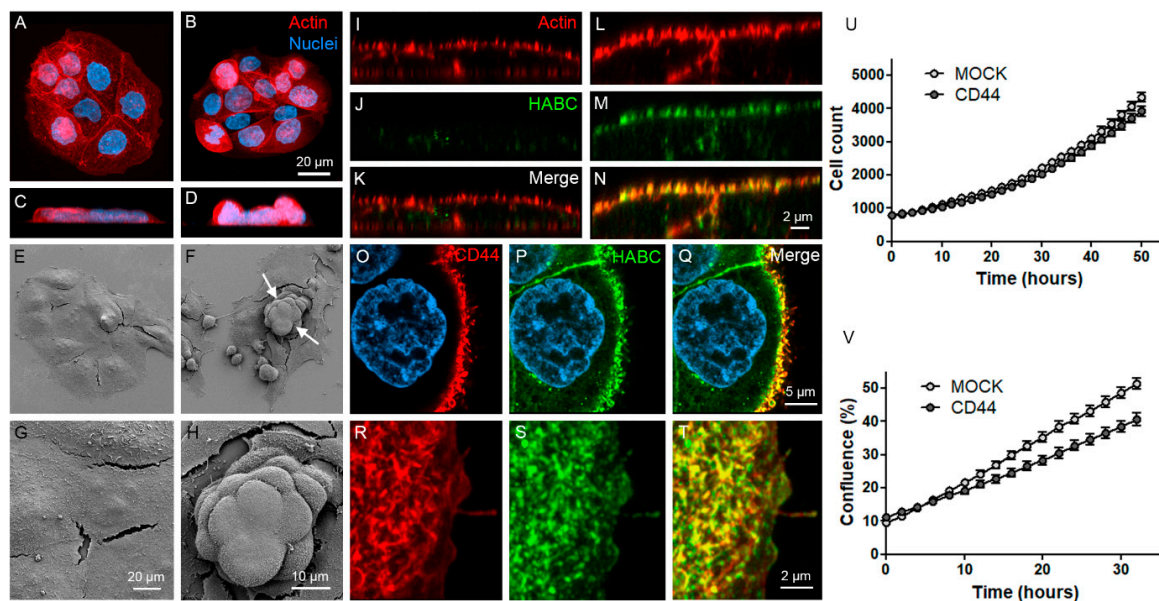 A
Actin
Nuclei
B
20 µm
C
D
E
F
G
20 µm
H
10 µm
I
Actin
J
HABC
K
Merge
L
M
N
2 µm
O
CD44
P
HABC
Q
Merge
5 µm
R
S
T
2 µm
U
MOCK
CD44
Cell count
5000
4000
3000
2000
1000
0
0 10 20 30 40 50
Time (hours)
V
MOCK
CD44
Confluence (%)
50
40
30
20
10
0
0 10 20 30
Time (hours)